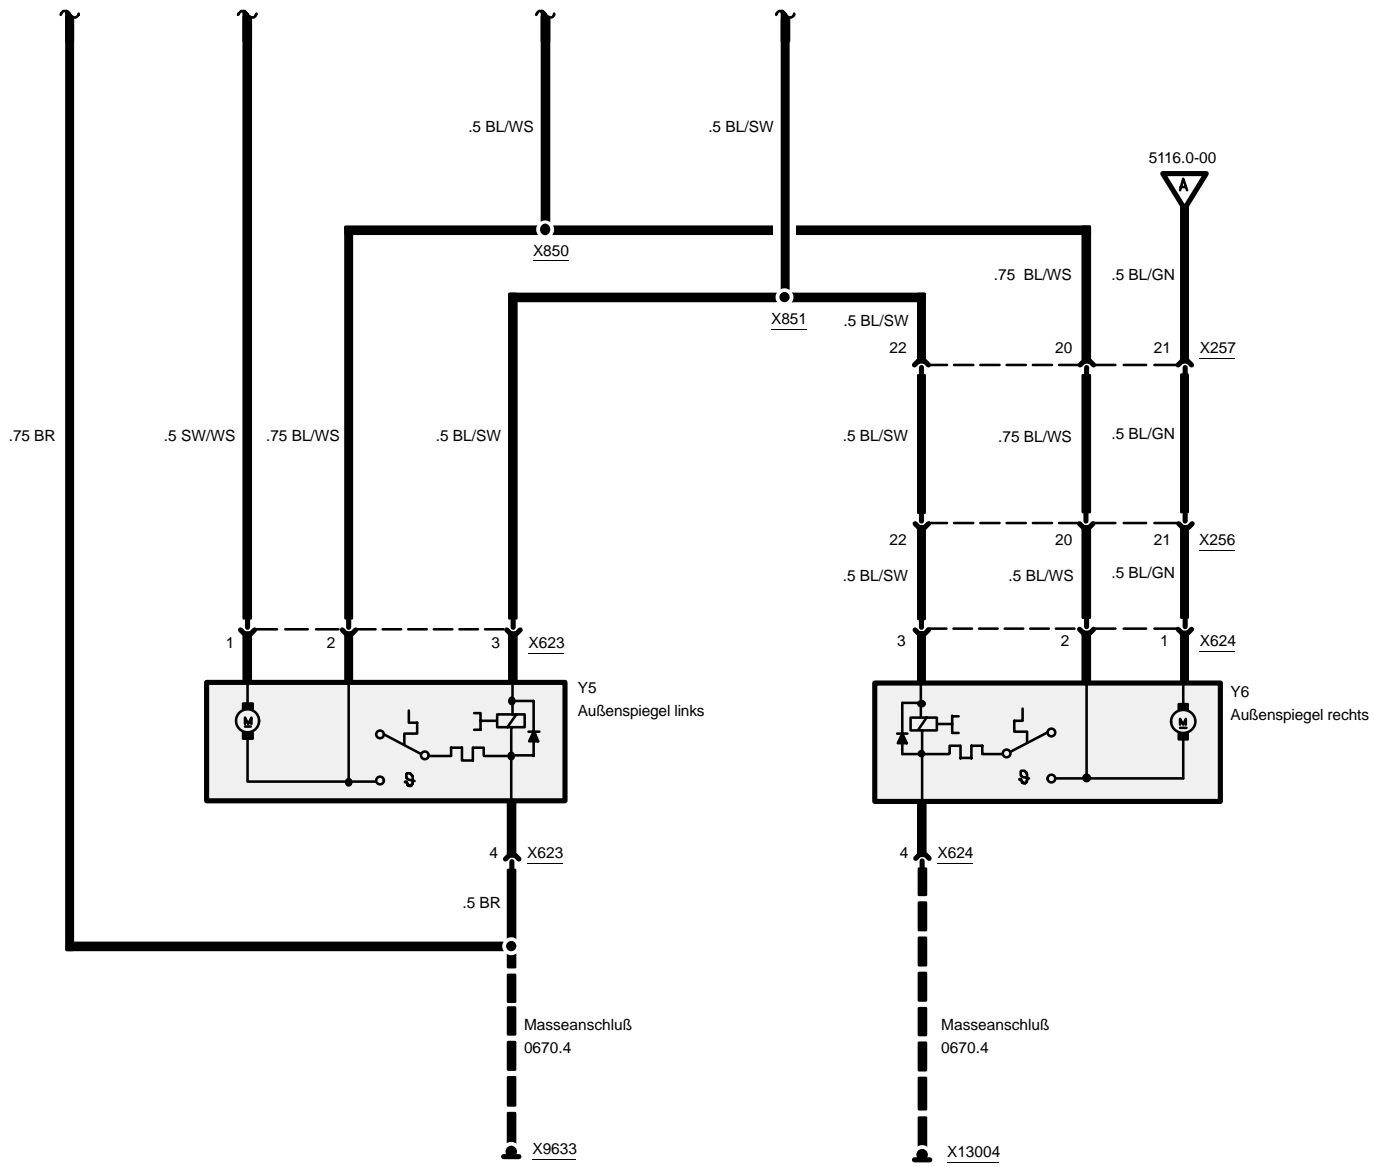 .5 BL/WS
.5 BL/SW
5116.0-00
A
X850
.75 BL/WS
.5 BL/GN
X851
.5 BL/SW
22
20
21
X257
.75 BR
.5 SW/WS
.75 BL/WS
.5 BL/SW
.5 BL/SW
.75 BL/WS
.5 BL/GN
22
20
21
X256
.5 BL/SW
.5 BL/WS
.5 BL/GN
1
2
3
X623
3
2
1
X624
Y5
Außenspiegel links
Y6
Außenspiegel rechts
M
M
ϑ
ϑ
4
X623
4
X624
.5 BR
Masseanschluß
0670.4
Masseanschluß
0670.4
X9633
X13004